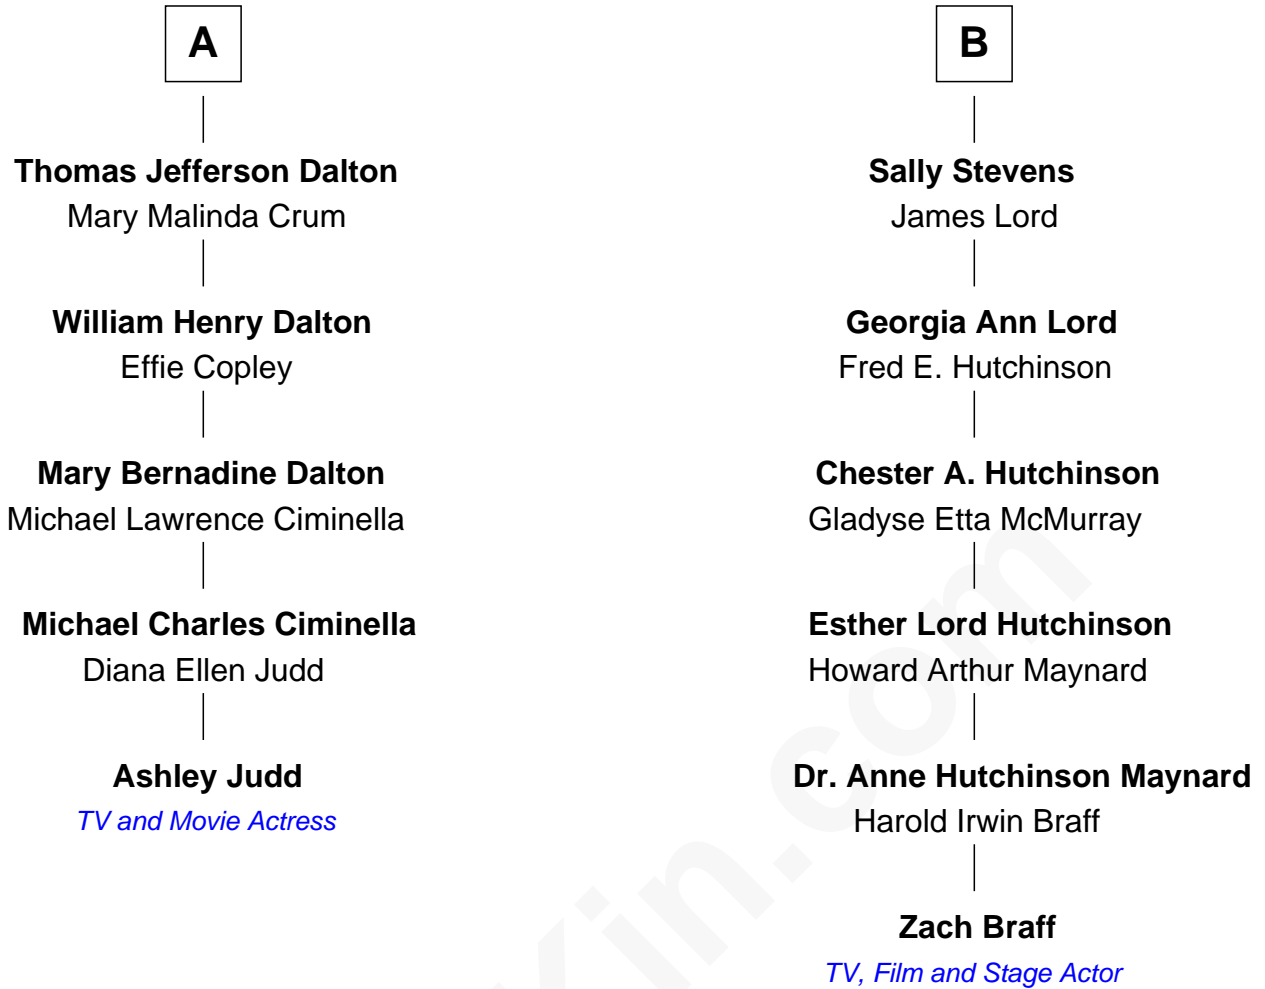 A
Thomas Jefferson Dalton
Mary Malinda Crum
William Henry Dalton
Effie Copley
Mary Bernadine Dalton
Michael Lawrence Ciminella
Michael Charles Ciminella
Diana Ellen Judd
Ashley Judd
TV and Movie Actress
B
Sally Stevens
James Lord
Georgia Ann Lord
Fred E. Hutchinson
Chester A. Hutchinson
Gladyse Etta McMurray
Esther Lord Hutchinson
Howard Arthur Maynard
Dr. Anne Hutchinson Maynard
Harold Irwin Braff
Zach Braff
TV, Film and Stage Actor
Kin.com